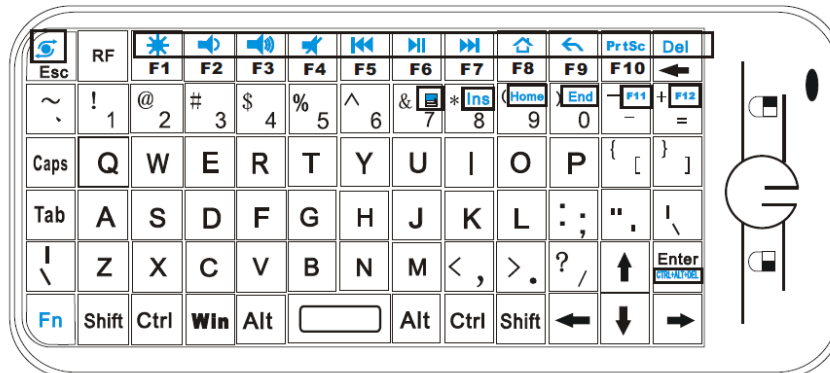 PrtSc Del
Esc RF F1 F2 F3 F4 F5 F6 F7 F8 F9 F10
~ ` ! 1 @ 2 # 3 $ 4 % 5 ^ 6 & 7 * Ins 8 ( Home 9 ) End 0 — F11 - + F12 =
Caps Q W E R T Y U I O P { [ } ]
Tab A S D F G H J K L : ; " , | \
| \ Z X C V B N M < , > . ? / Enter
CTRL+ALT+DEL
Fn Shift Ctrl Win Alt Alt Ctrl Shift